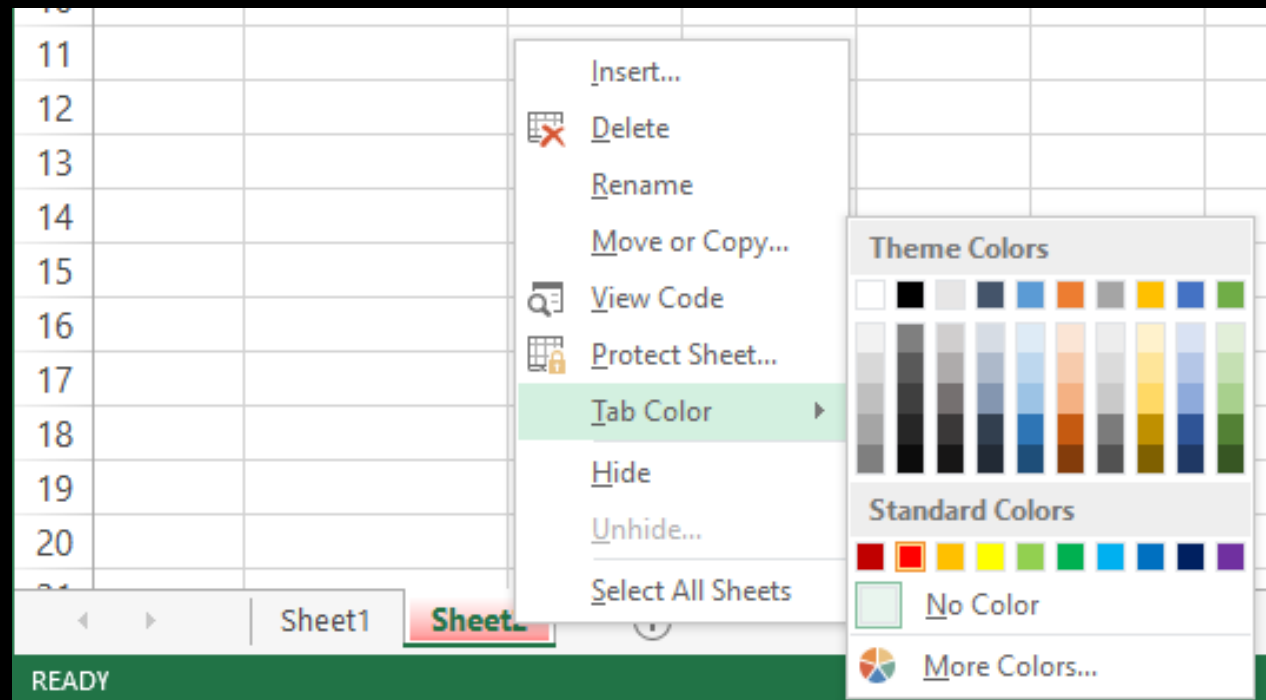 11
12
13
14
15
16
17
18
19
20
Insert...
Delete
Rename
Move or Copy...
View Code
Protect Sheet...
Tab Color
Hide
Unhide...
Select All Sheets
Theme Colors
Standard Colors
No Color
More Colors...
Sheet1
READY